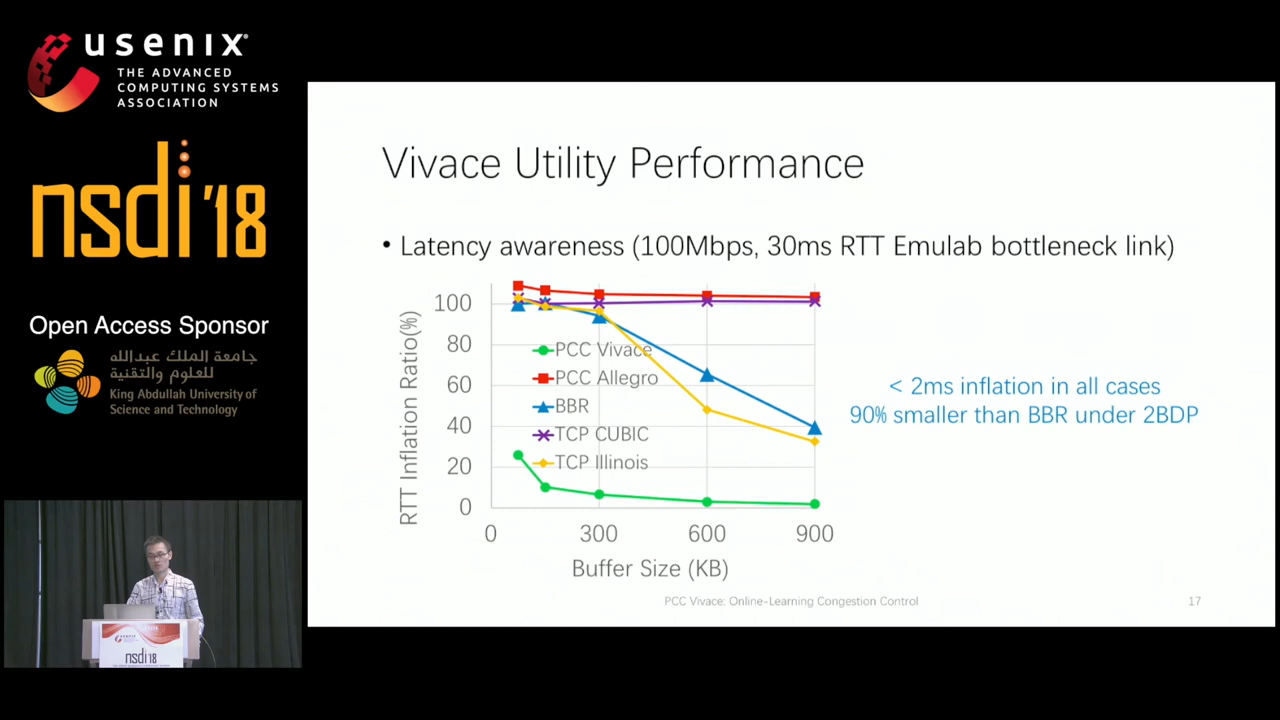 usenix
THE ADVANCED
COMPUTING SYSTEMS
ASSOCIATION
nsdi '18
Open Access Sponsor
جامعة الملك عبدالله
للعلوم والتقنية
King Abdullah University of
Science and Technology
Vivace Utility Performance
• Latency awareness (100Mbps, 30ms RTT Emulab bottleneck link)
RTT Inflation Ratio(%)
100
80
60
40
20
0
PCC Vivace
PCC Allegro
BBR
TCP CUBIC
TCP Illinois
0 300 600 900
Buffer Size (KB)
< 2ms inflation in all cases
90% smaller than BBR under 2BDP
PCC Vivace: Online-Learning Congestion Control
17
usenix
nsdi'18